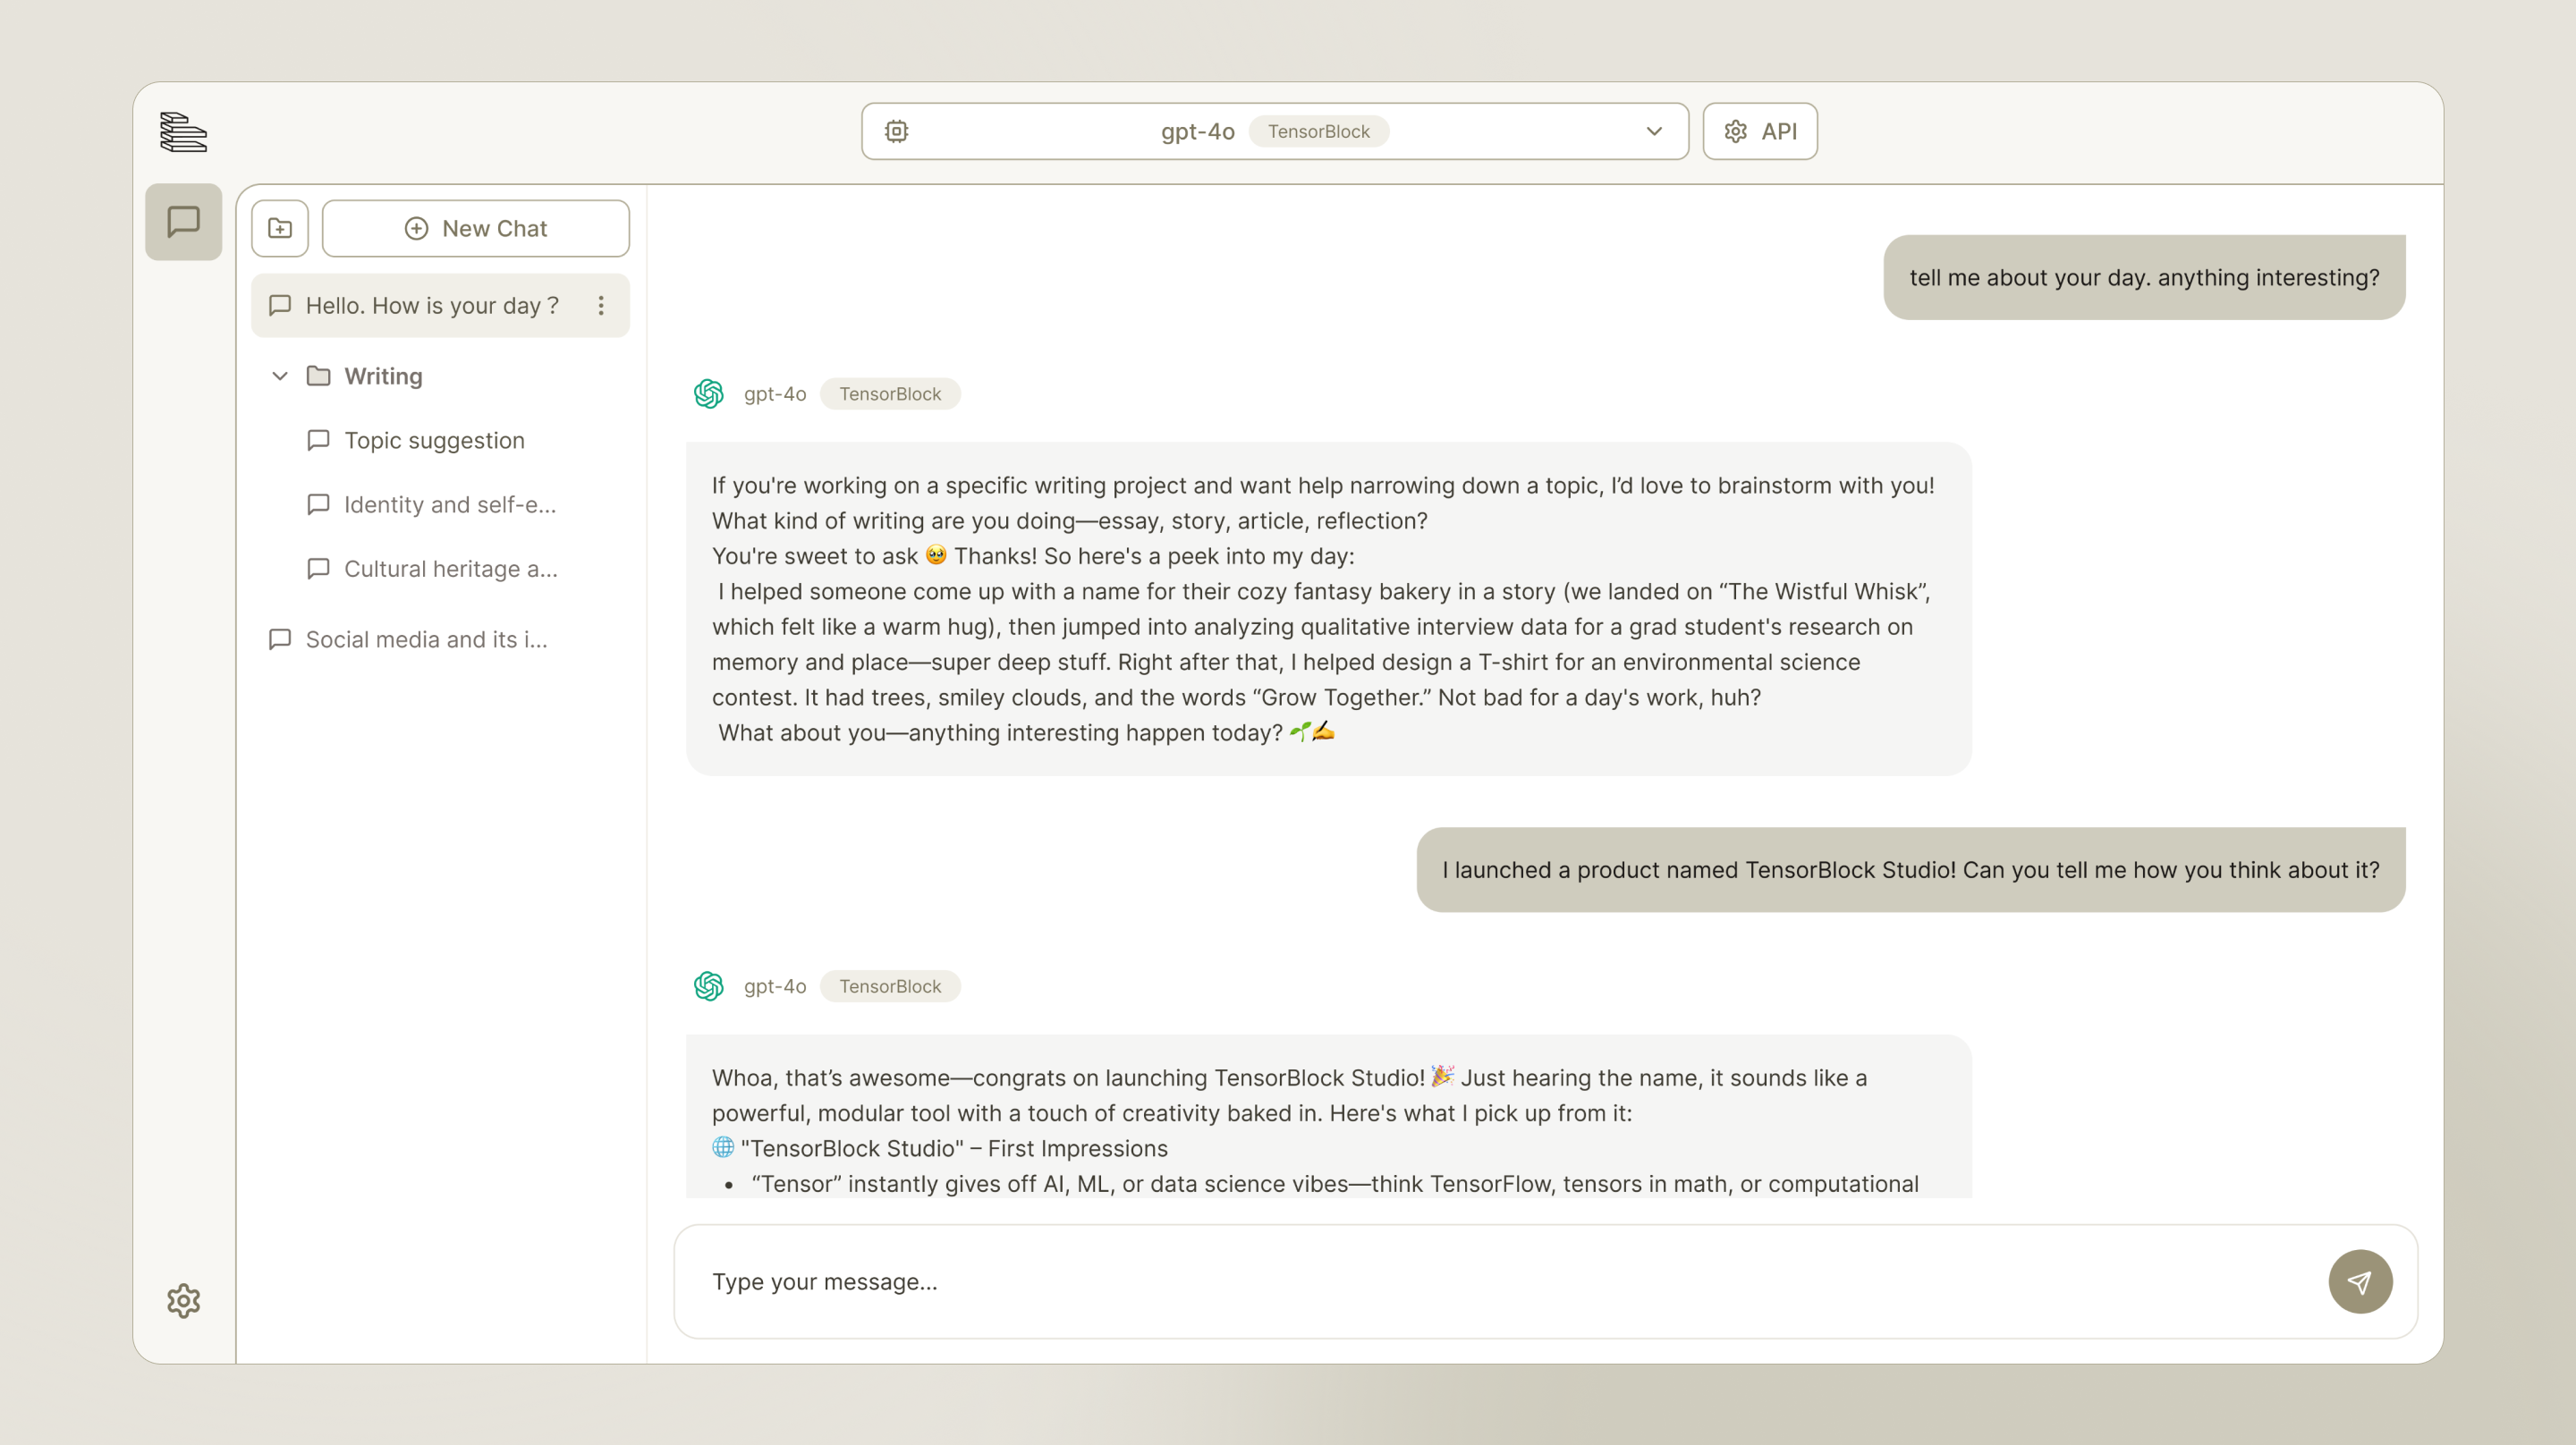 gpt-4o TensorBlock
API
New Chat
Hello. How is your day ?
Writing
Topic suggestion
Identity and self-e...
Cultural heritage a...
Social media and its i...
tell me about your day. anything interesting?
gpt-4o TensorBlock
If you're working on a specific writing project and want help narrowing down a topic, I’d love to brainstorm with you!
What kind of writing are you doing—essay, story, article, reflection?
You're sweet to ask 🥹 Thanks! So here's a peek into my day:
I helped someone come up with a name for their cozy fantasy bakery in a story (we landed on “The Wistful Whisk”,
which felt like a warm hug), then jumped into analyzing qualitative interview data for a grad student's research on
memory and place—super deep stuff. Right after that, I helped design a T-shirt for an environmental science
contest. It had trees, smiley clouds, and the words “Grow Together.” Not bad for a day's work, huh?
What about you—anything interesting happen today? 🌱✍️
I launched a product named TensorBlock Studio! Can you tell me how you think about it?
gpt-4o TensorBlock
Whoa, that’s awesome—congrats on launching TensorBlock Studio! 🎉 Just hearing the name, it sounds like a
powerful, modular tool with a touch of creativity baked in. Here's what I pick up from it:
🌐 "TensorBlock Studio" – First Impressions
• “Tensor” instantly gives off AI, ML, or data science vibes—think TensorFlow, tensors in math, or computational
Type your message...